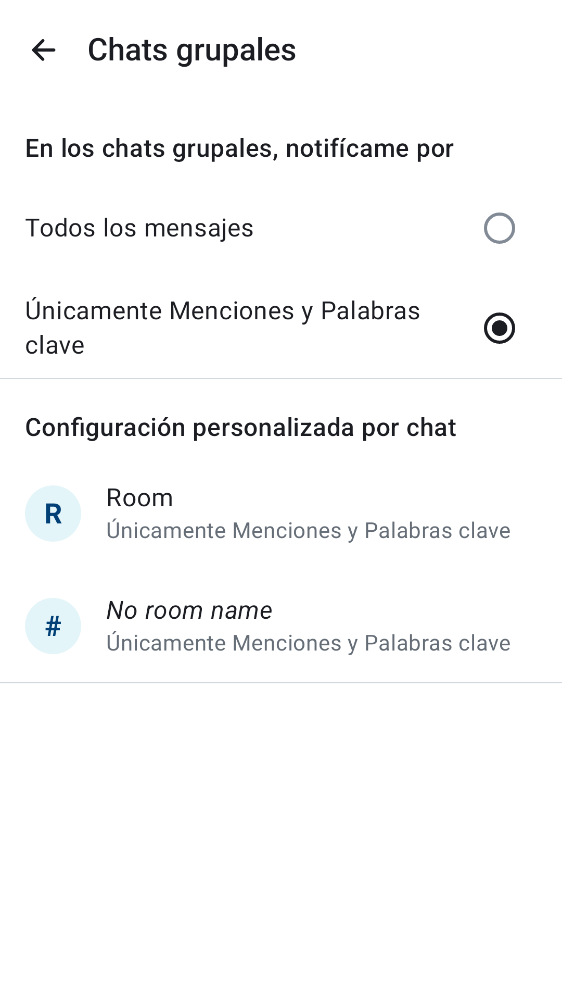 Chats grupales
En los chats grupales, notifícame por
Todos los mensajes
Únicamente Menciones y Palabras
clave
Configuración personalizada por chat
R
Room
Únicamente Menciones y Palabras clave
#
No room name
Únicamente Menciones y Palabras clave